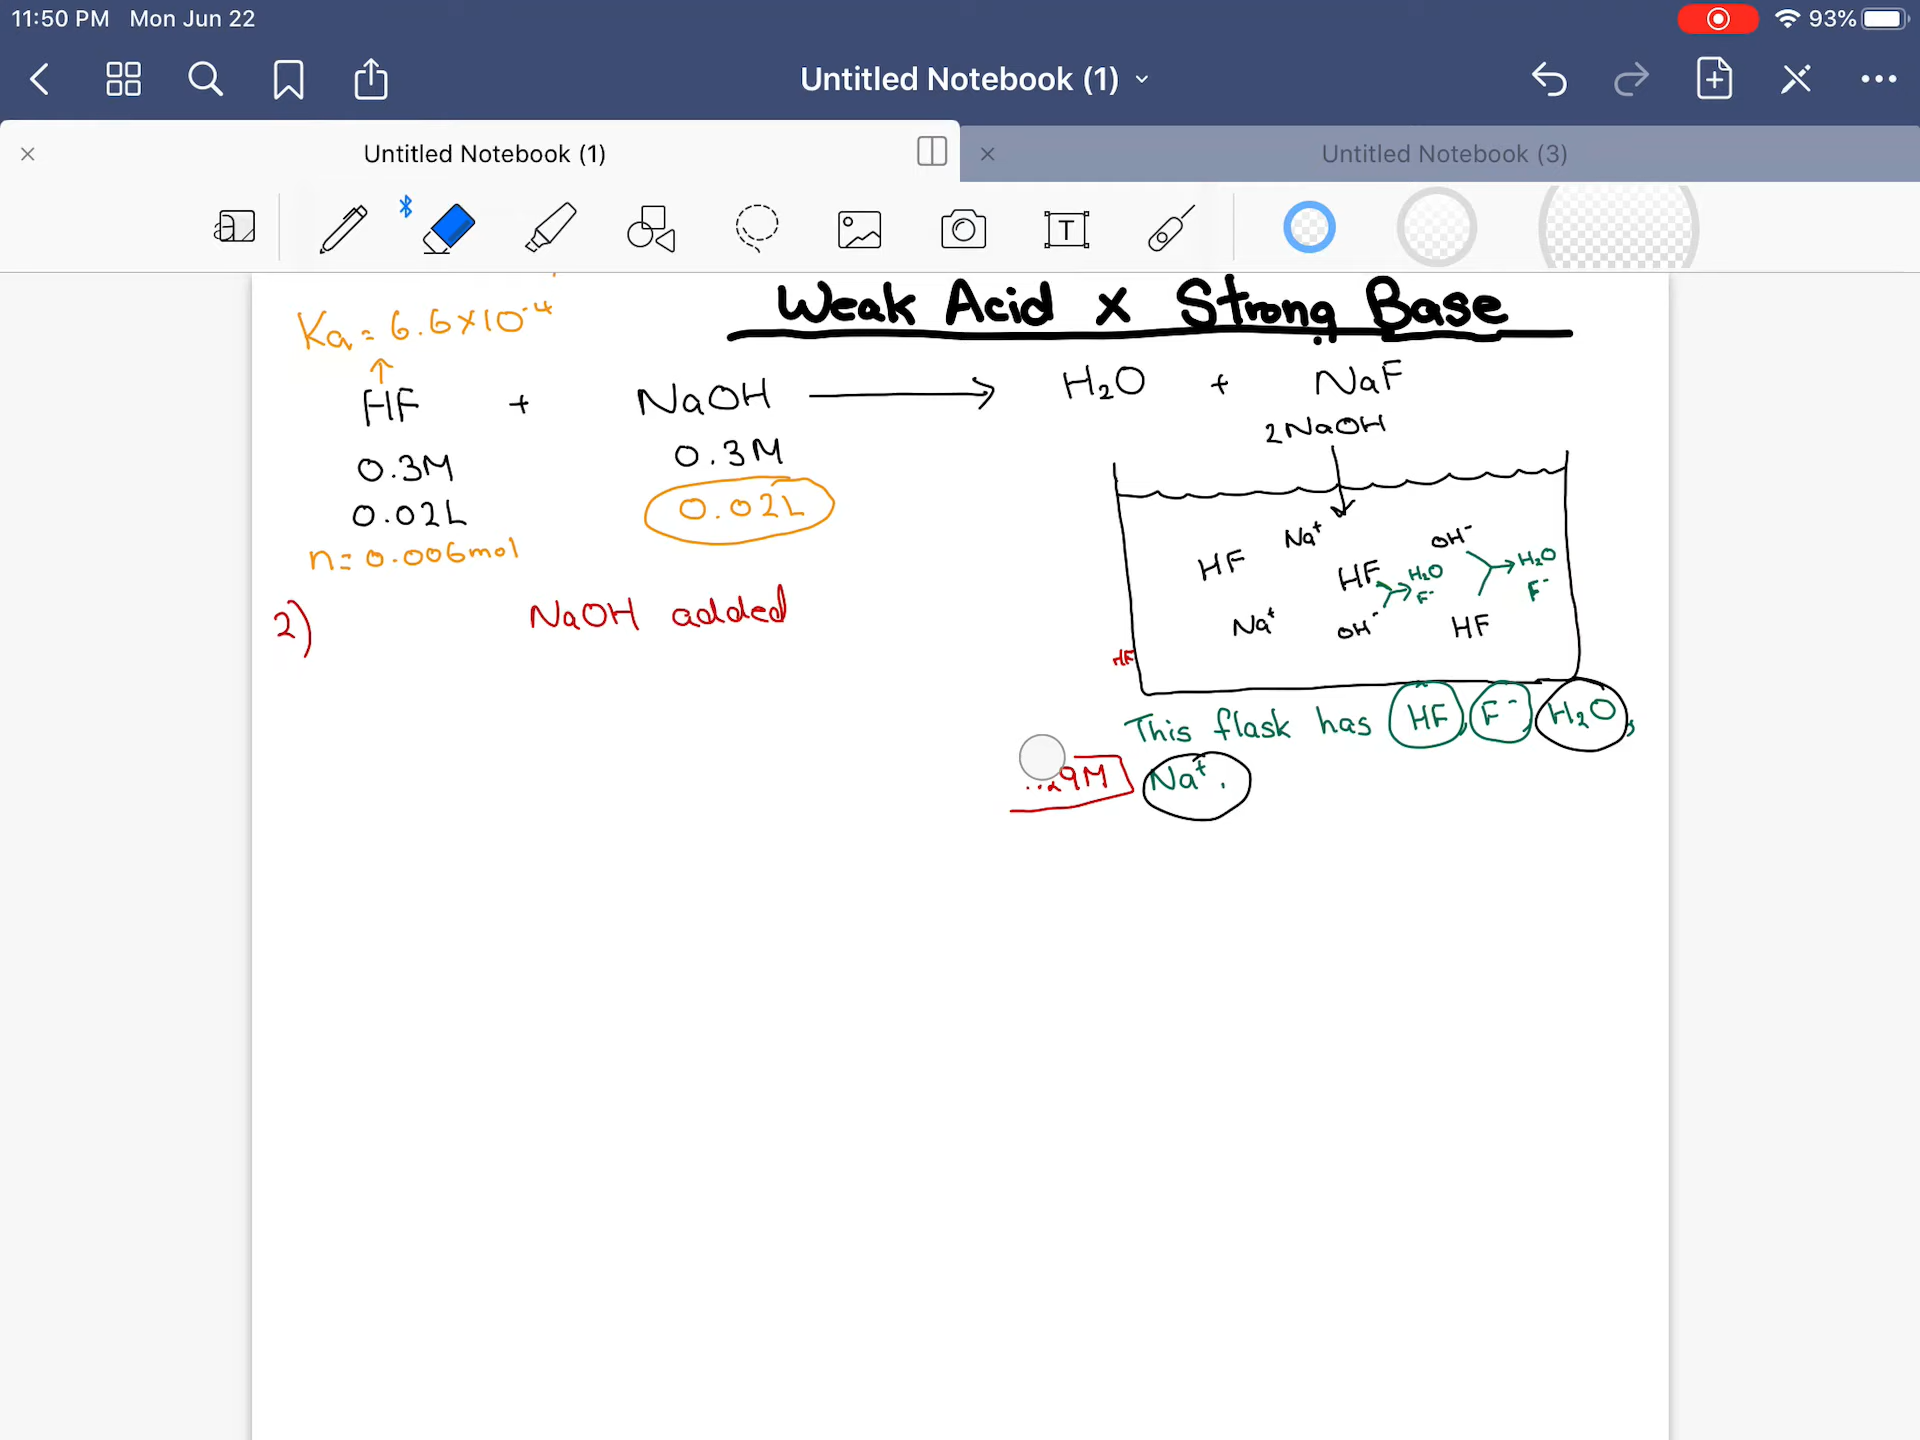 11:50 PM Mon Jun 22
93%
Untitled Notebook (1)
Untitled Notebook (1)
Untitled Notebook (3)
T
Weak Acid x Strong Base
Ka = 6.6x10⁻⁴
HF + NaOH → H₂O + NaF
0.3M 0.3M
0.02L 0.02L
n = 0.006mol
2) NaOH added
2NaOH
Na⁺ OH⁻
HF HF H₂O F⁻ H₂O F⁻
Na⁺ OH⁻ HF
HF
This flask has HF, F⁻, H₂O,
Na⁺.
9M